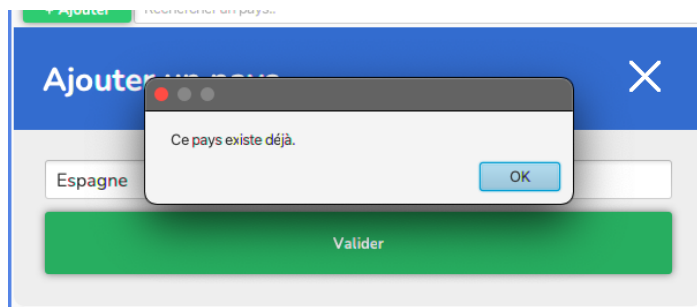 + Ajouter
Rechercher un pays..
Ajouter un pays
Ce pays existe déjà.
OK
Espagne
Valider